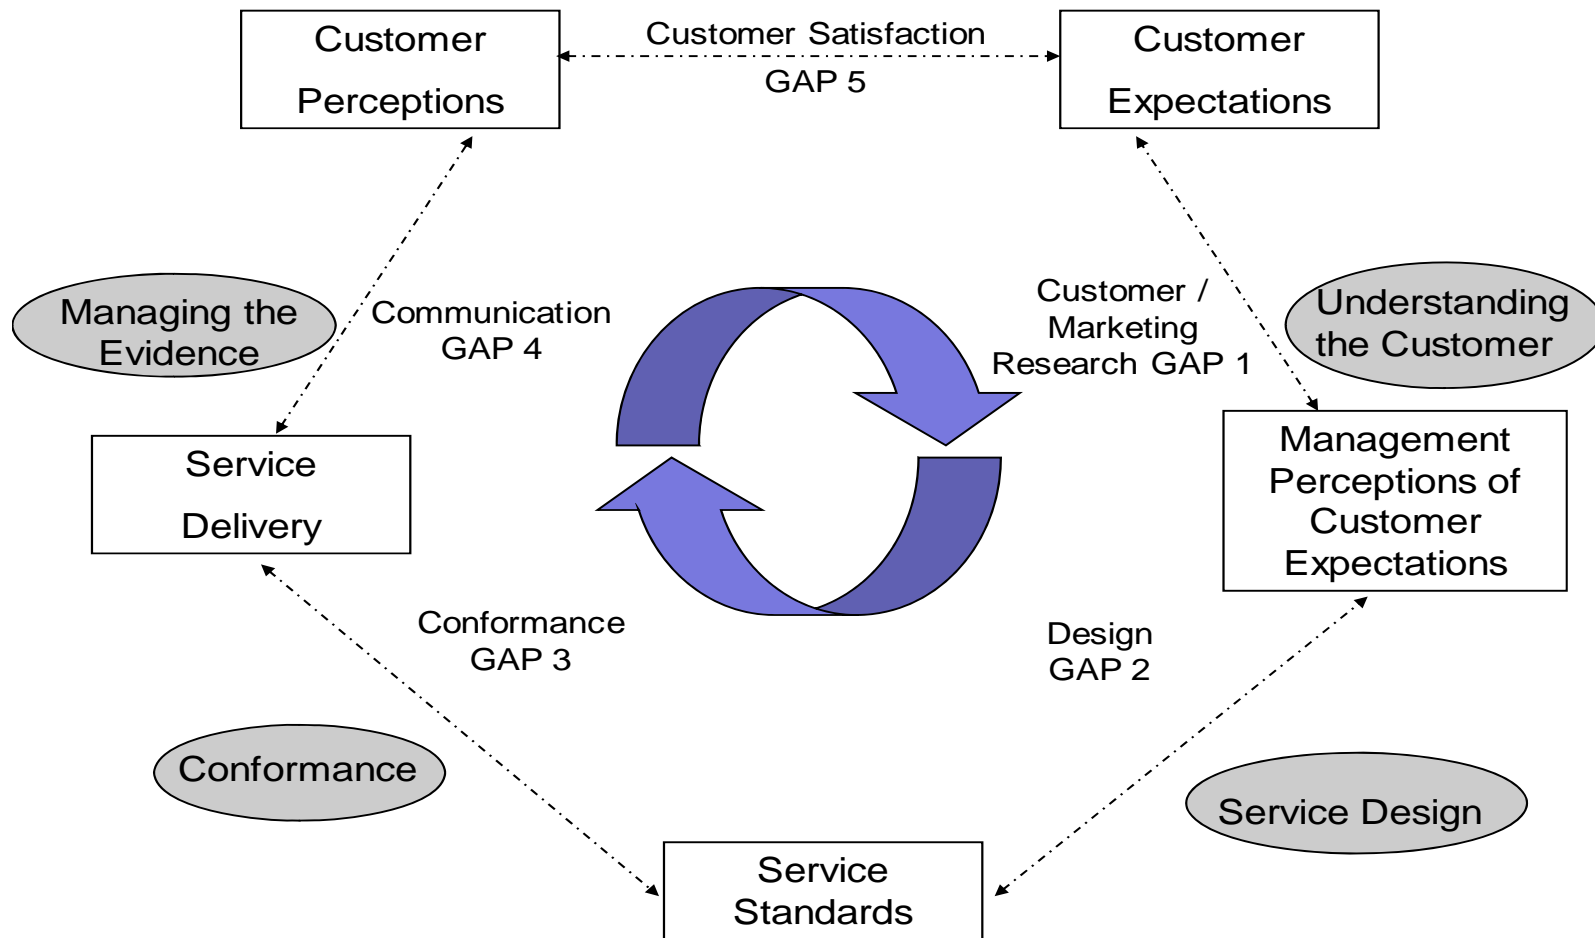 Customer
Perceptions
Customer Satisfaction
GAP 5
Customer
Expectations
Managing the
Evidence
Communication
GAP 4
Customer /
Marketing
Research GAP 1
Understanding
the Customer
Service
Delivery
Management
Perceptions of
Customer
Expectations
Conformance
GAP 3
Design
GAP 2
Conformance
Service Design
Service
Standards